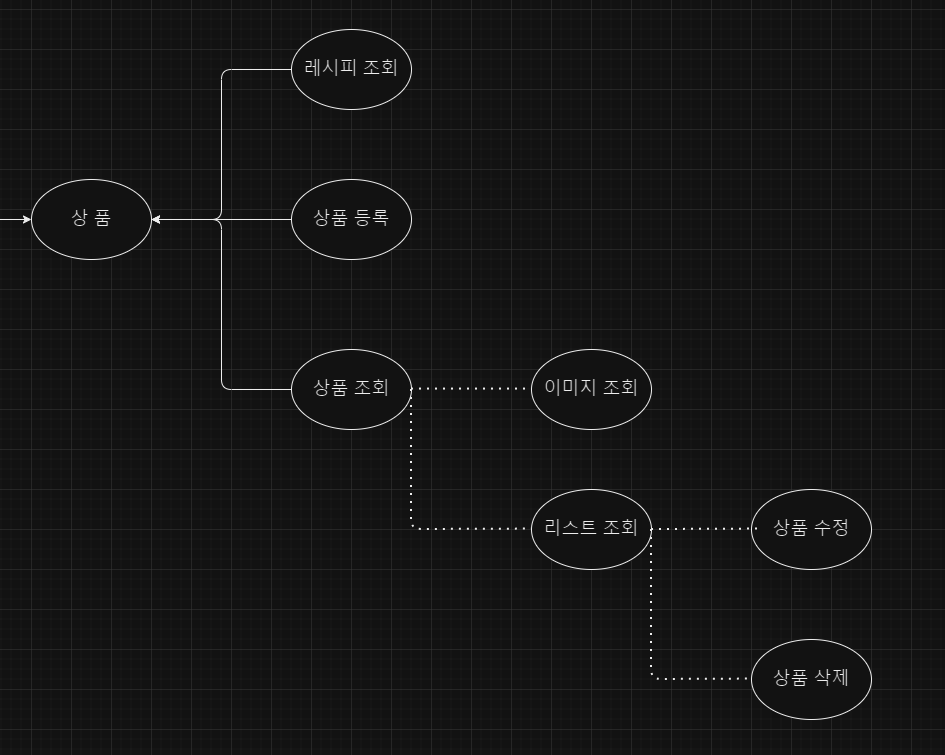 레시피 조회
상 품
상품 등록
상품 조회
이미지 조회
리스트 조회
상품 수정
상품 삭제